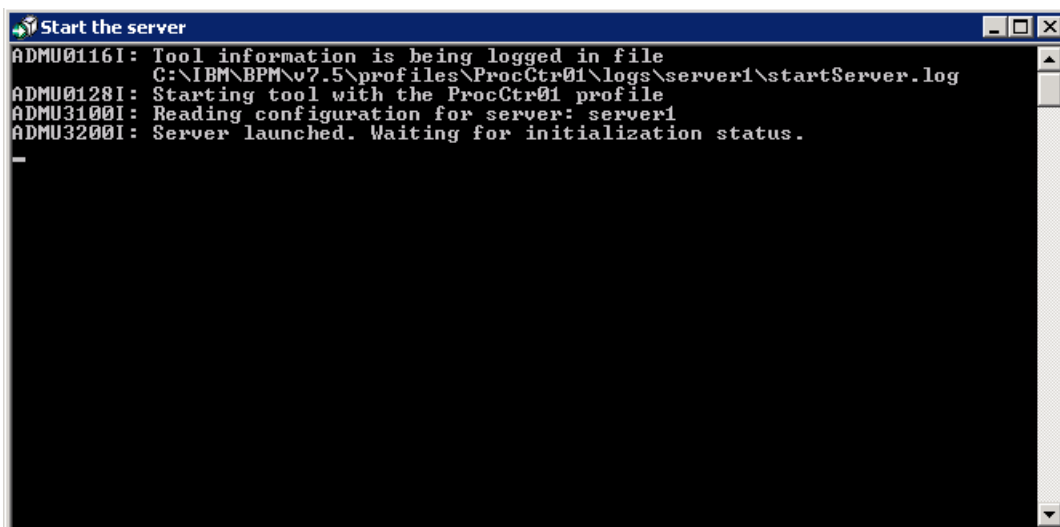 Start the server
ADMU0116I: Tool information is being logged in file
C:\IBM\BPM\v7.5\profiles\ProcCtr01\logs\server1\startServer.log
ADMU0128I: Starting tool with the ProcCtr01 profile
ADMU3100I: Reading configuration for server: server1
ADMU3200I: Server launched. Waiting for initialization status.